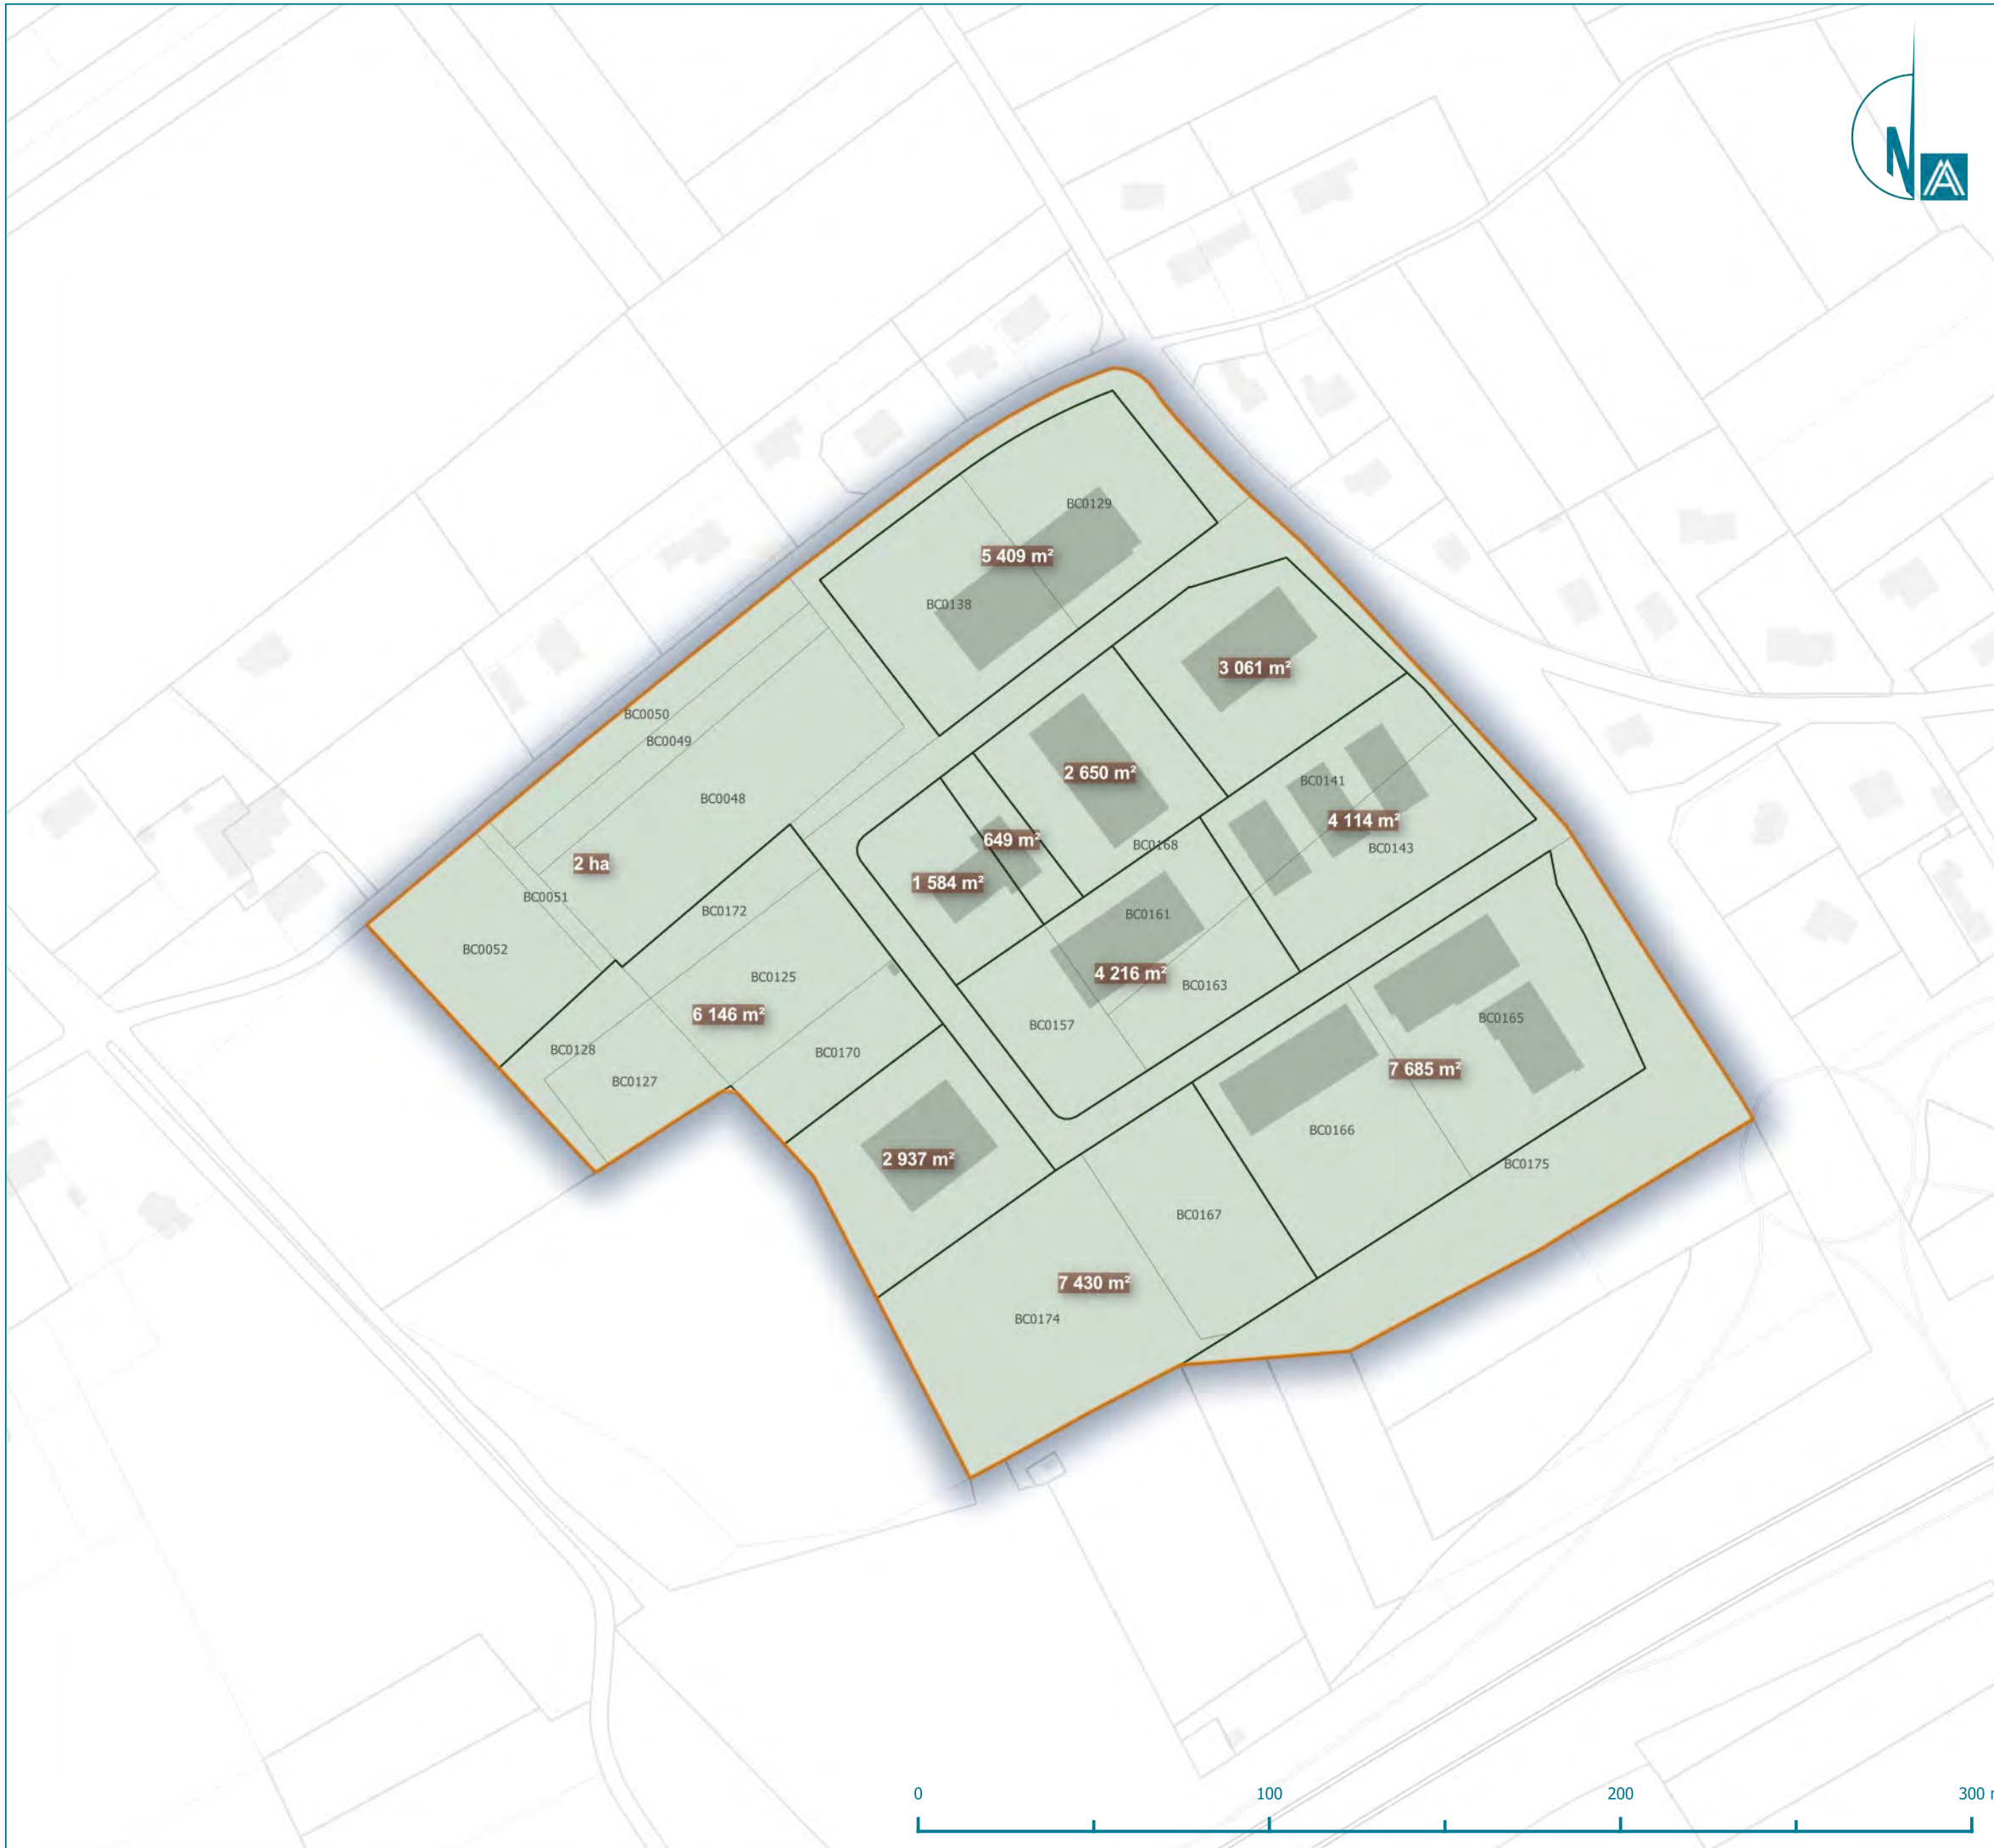 N
BC0129
5 409 m²
BC0138
3 061 m²
BC0050
BC0049
2 650 m²
BC0141
BC0048
4 114 m²
649 m²
BC0168
BC0143
2 ha
1 584 m²
BC0051
BC0172
BC0161
BC0052
4 216 m²
BC0125
BC0163
6 146 m²
BC0165
BC0157
BC0128
BC0170
7 685 m²
BC0127
BC0166
2 937 m²
BC0175
BC0167
7 430 m²
BC0174
0 100 200 300